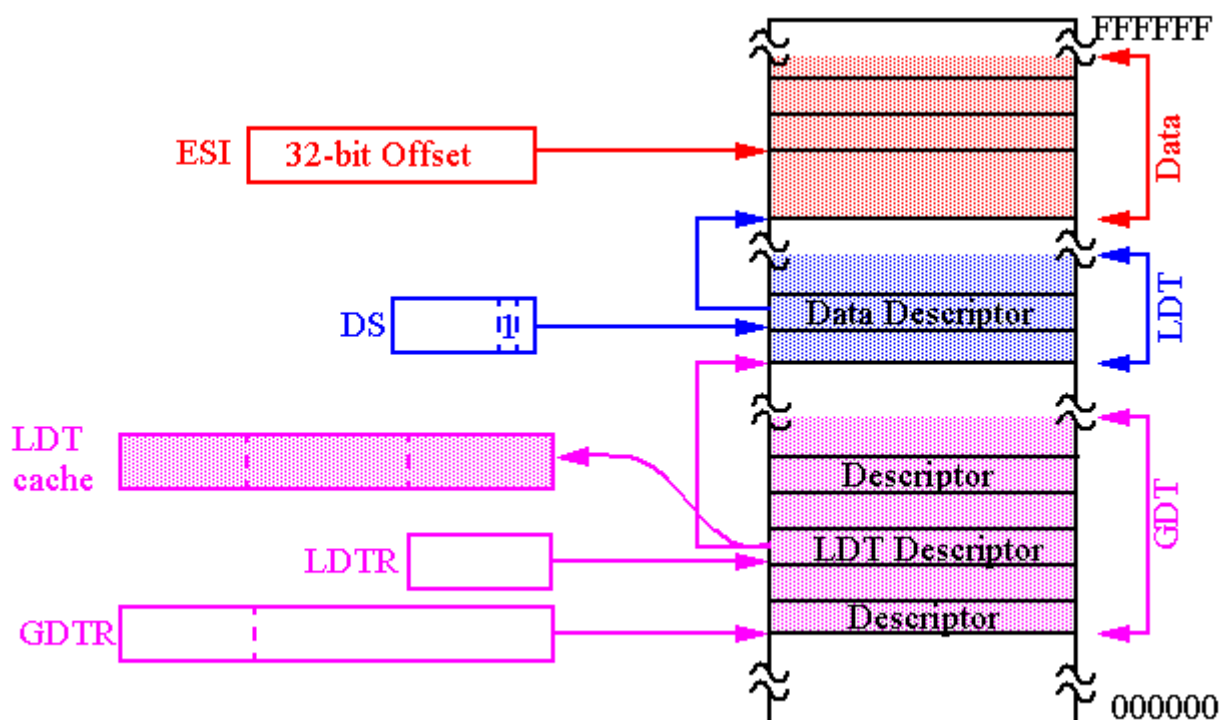 FFFFFF
ESI
32-bit Offset
Data
DS
1
Data Descriptor
LDT
LDT
cache
Descriptor
GDT
LDTR
LDT Descriptor
GDTR
Descriptor
000000